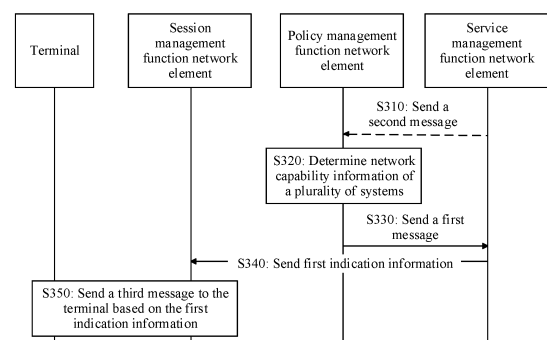 Terminal
Session
management
function network
element
Policy management
function network
element
Service
management
function network
element
S310: Send a
second message
S320: Determine network
capability information of
a plurality of systems
S330: Send a first
message
S340: Send first indication information
S350: Send a third message to the
terminal based on the first
indication information